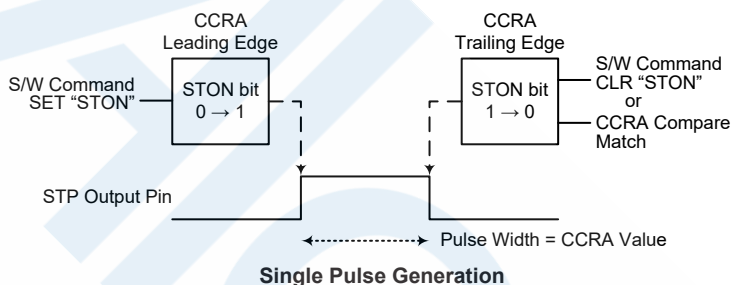 CCRA
Leading Edge
CCRA
Trailing Edge
S/W Command
SET “STON”
STON bit
0 → 1
STON bit
1 → 0
S/W Command
CLR “STON”
or
CCRA Compare
Match
STP Output Pin
Pulse Width = CCRA Value
Single Pulse Generation